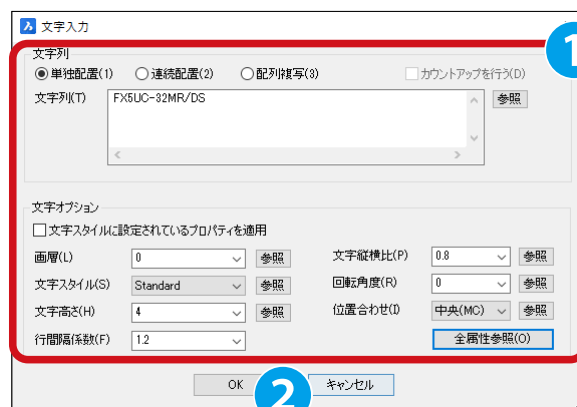 文字入力
文字列
単独配置(1) 連続配置(2) 配列複写(3) カウントアップを行う(D)
文字列(T) FX5UC-32MR/DS 参照
文字オプション
文字スタイルに設定されているプロパティを適用
画層(L) 0 参照 文字縦横比(P) 0.8 参照
文字スタイル(S) Standard 参照 回転角度(R) 0 参照
文字高さ(H) 4 参照 位置合わせ(I) 中央(MC) 参照
行間隔係数(F) 1.2 全属性参照(O)
OK キャンセル
1
2